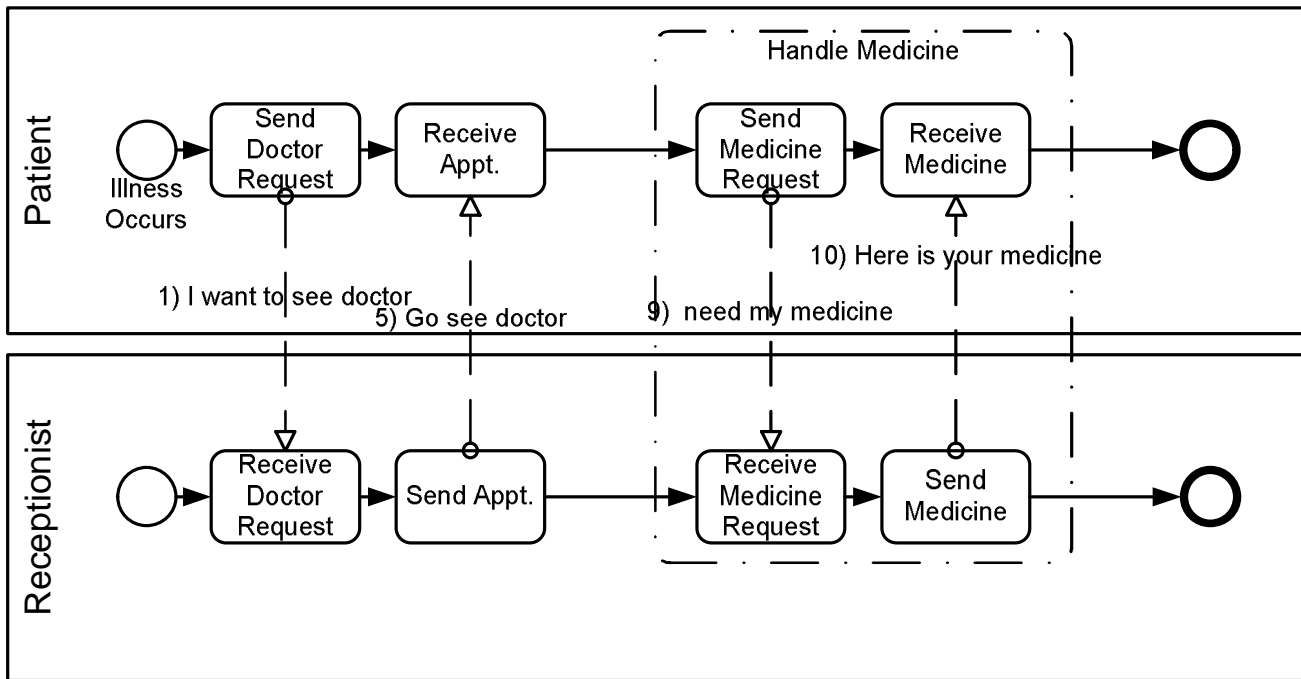 Patient
Handle Medicine
Send
Doctor
Request
Receive
Appt.
Send
Medicine
Request
Receive
Medicine
Illness
Occurs
10) Here is your medicine
1) I want to see doctor
5) Go see doctor
9)  need my medicine
Receptionist
Receive
Doctor
Request
Send Appt.
Receive
Medicine
Request
Send
Medicine